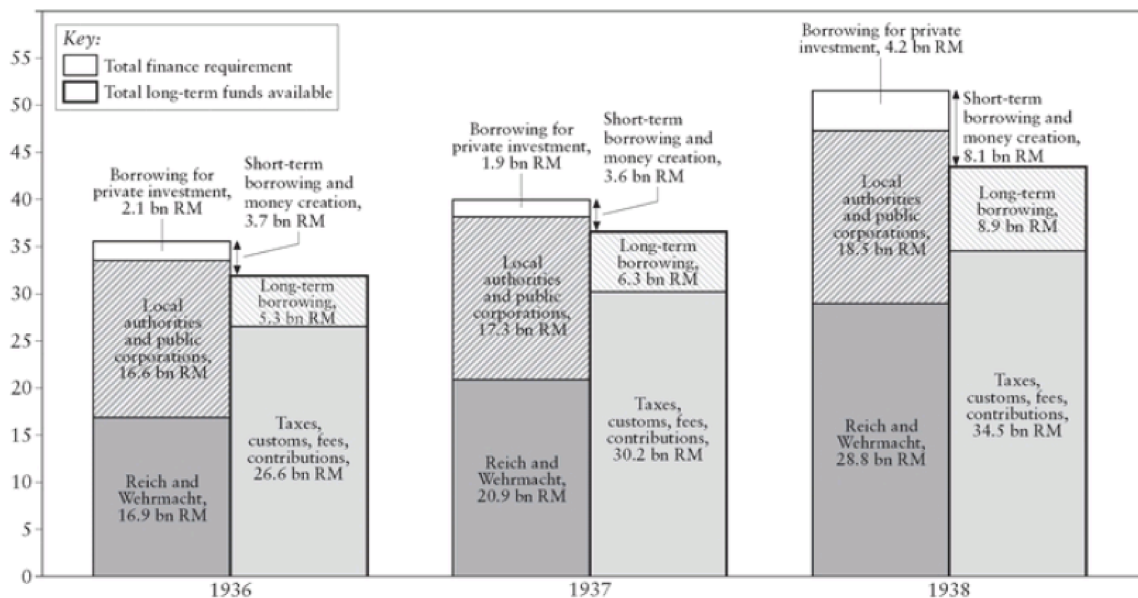 Key:
Total finance requirement
Total long-term funds available
55
50
45
40
35
30
25
20
15
10
5
0
Borrowing for
private investment,
2.1 bn RM
Short-term
borrowing and
money creation,
3.7 bn RM
Local
authorities
and public
corporations,
16.6 bn RM
Long-term
borrowing,
5.3 bn RM
Reich and
Wehrmacht,
16.9 bn RM
Taxes,
customs, fees,
contributions,
26.6 bn RM
1936
Borrowing for
private investment,
1.9 bn RM
Short-term
borrowing and
money creation,
3.6 bn RM
Local
authorities
and public
corporations,
17.3 bn RM
Long-term
borrowing,
6.3 bn RM
Reich and
Wehrmacht,
20.9 bn RM
Taxes,
customs, fees,
contributions,
30.2 bn RM
1937
Borrowing for private
investment, 4.2 bn RM
Short-term
borrowing and
money creation,
8.1 bn RM
Local
authorities
and public
corporations,
18.5 bn RM
Long-term
borrowing,
8.9 bn RM
Reich and
Wehrmacht,
28.8 bn RM
Taxes,
customs, fees,
contributions,
34.5 bn RM
1938